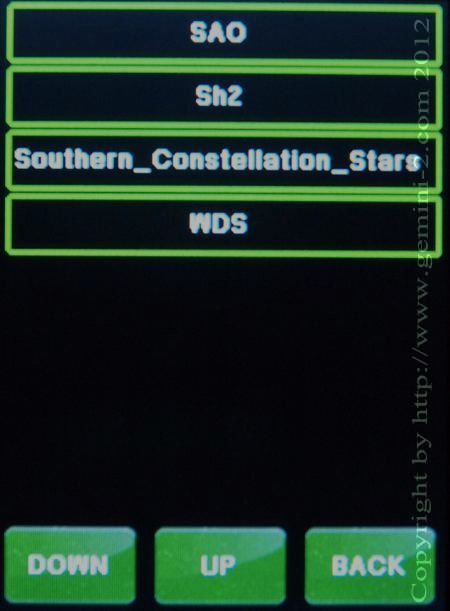 SAO
Sh2
Southern_Constellation_Stars
WDS
DOWN UP BACK
Copyright by http://www.gemini-2.com 2012